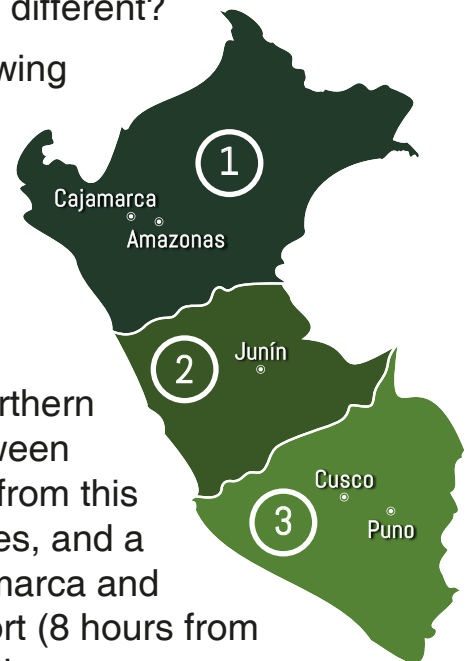 different?
wing
1
Cajamarca
Amazonas
2
Junín
rthern
ween
from this
es, and a
marca and
rt (8 hours from
3
Cusco
Puno